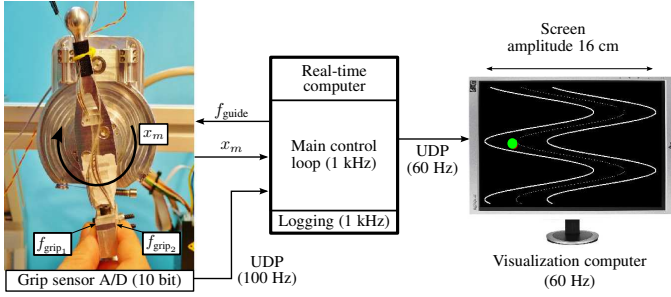 Screen
amplitude 16 cm
Real-time
computer
f_guide
x_m
x_m
Main control
loop (1 kHz)
UDP
(60 Hz)
f_grip₁
f_grip₂
Logging (1 kHz)
UDP
(100 Hz)
Grip sensor A/D (10 bit)
Visualization computer
(60 Hz)